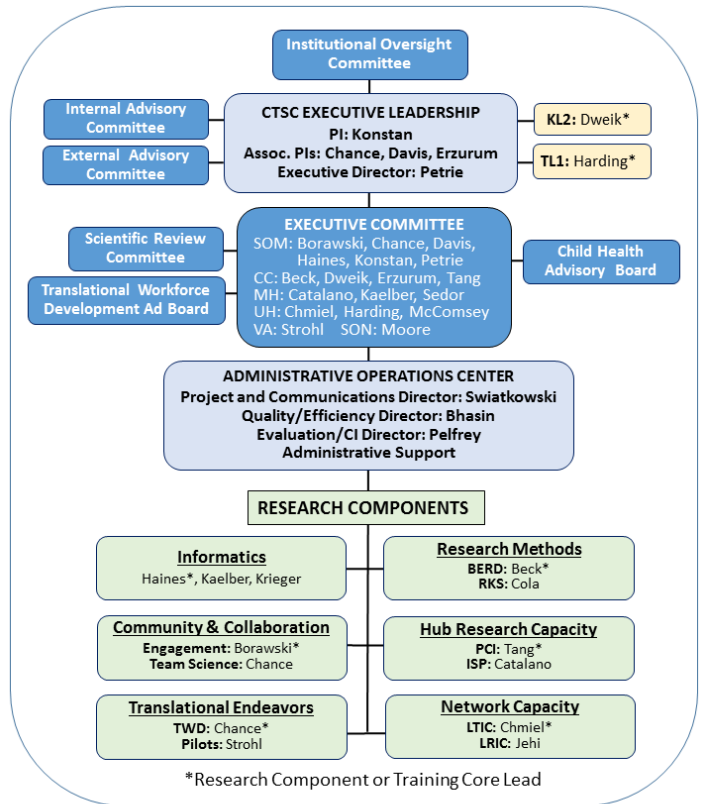 Institutional Oversight
Committee
Internal Advisory
Committee
External Advisory
Committee
CTSC EXECUTIVE LEADERSHIP
PI: Konstan
Assoc. PIs: Chance, Davis, Erzurum
Executive Director: Petrie
KL2: Dweik*
TL1: Harding*
Scientific Review
Committee
Translational Workforce
Development Ad Board
EXECUTIVE COMMITTEE
SOM: Borawski, Chance, Davis,
Haines, Konstan, Petrie
CC: Beck, Dweik, Erzurum, Tang
MH: Catalano, Kaelber, Sedor
UH: Chmiel, Harding, McComsey
VA: Strohl SON: Moore
Child Health
Advisory Board
ADMINISTRATIVE OPERATIONS CENTER
Project and Communications Director: Swiatkowski
Quality/Efficiency Director: Bhasin
Evaluation/CI Director: Pelfrey
Administrative Support
RESEARCH COMPONENTS
Informatics
Haines*, Kaelber, Krieger
Research Methods
BERD: Beck*
RKS: Cola
Community & Collaboration
Engagement: Borawski*
Team Science: Chance
Hub Research Capacity
PCI: Tang*
ISP: Catalano
Translational Endeavors
TWD: Chance*
Pilots: Strohl
Network Capacity
LTIC: Chmiel*
LRIC: Jehi
*Research Component or Training Core Lead